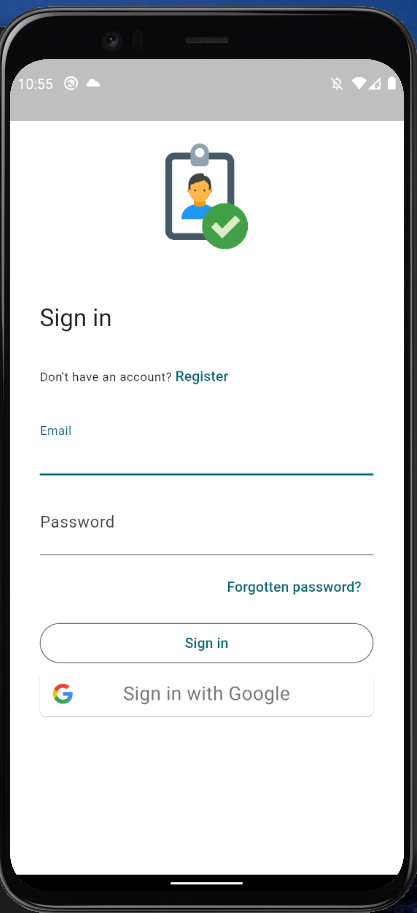 10:55
Sign in
Don't have an account? Register
Email
Password
Forgotten password?
Sign in
Sign in with Google